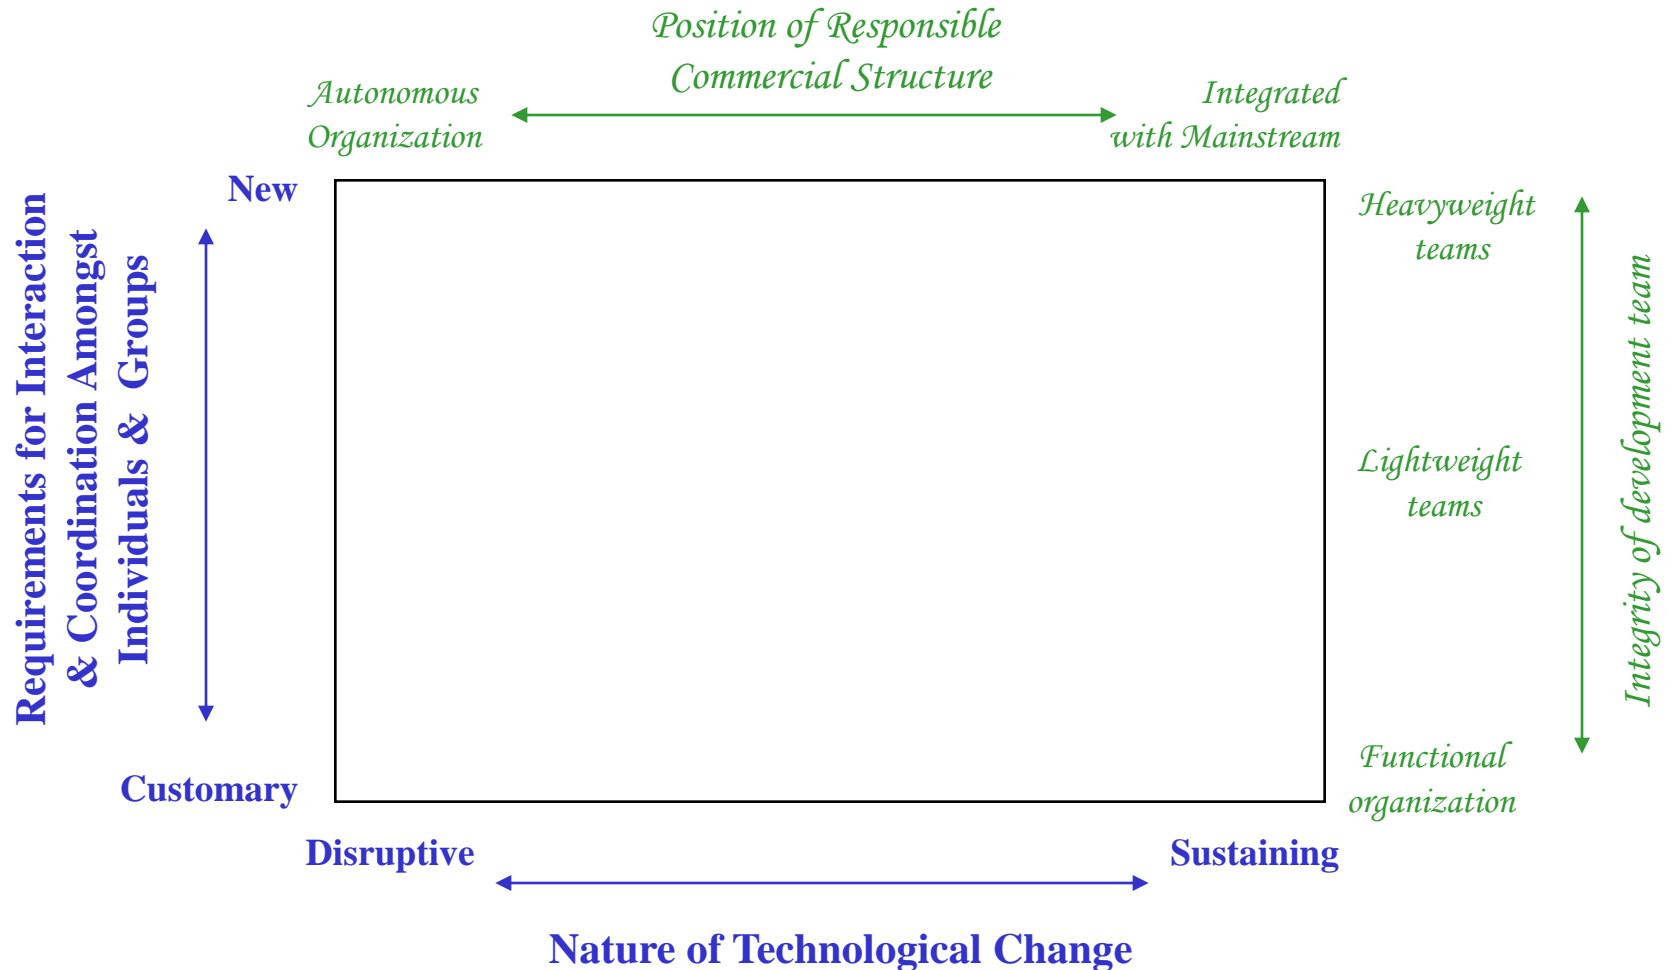 Position of Responsible
Commercial Structure
Autonomous
Organization
Integrated
with Mainstream
New
Heavyweight
teams
Requirements for Interaction
& Coordination Amongst
Individuals & Groups
Integrity of development team
Lightweight
teams
Functional
organization
Customary
Disruptive
Sustaining
Nature of Technological Change